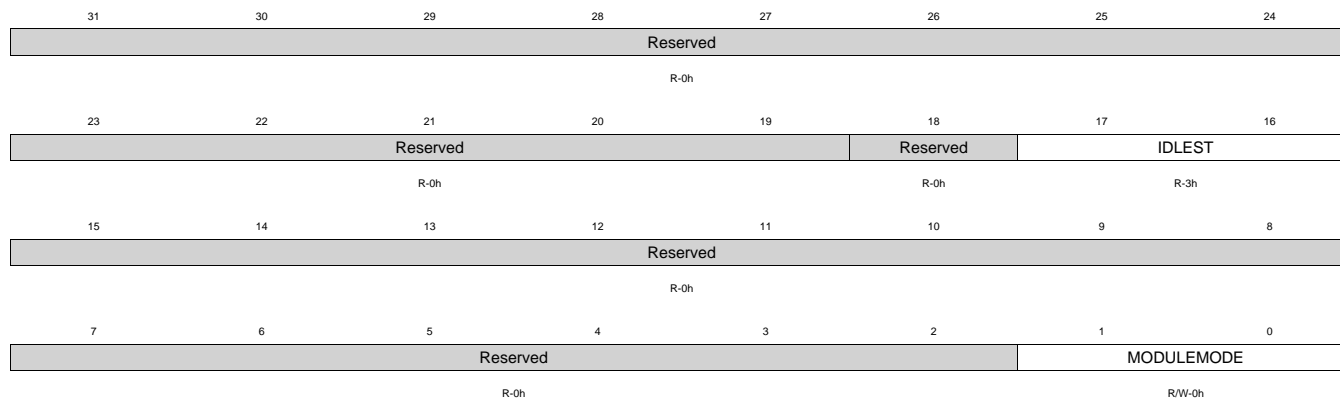 31 30 29 28 27 26 25 24
Reserved
R-0h
23 22 21 20 19 18 17 16
Reserved Reserved IDLEST
R-0h R-0h R-3h
15 14 13 12 11 10 9 8
Reserved
R-0h
7 6 5 4 3 2 1 0
Reserved MODULEMODE
R-0h R/W-0h